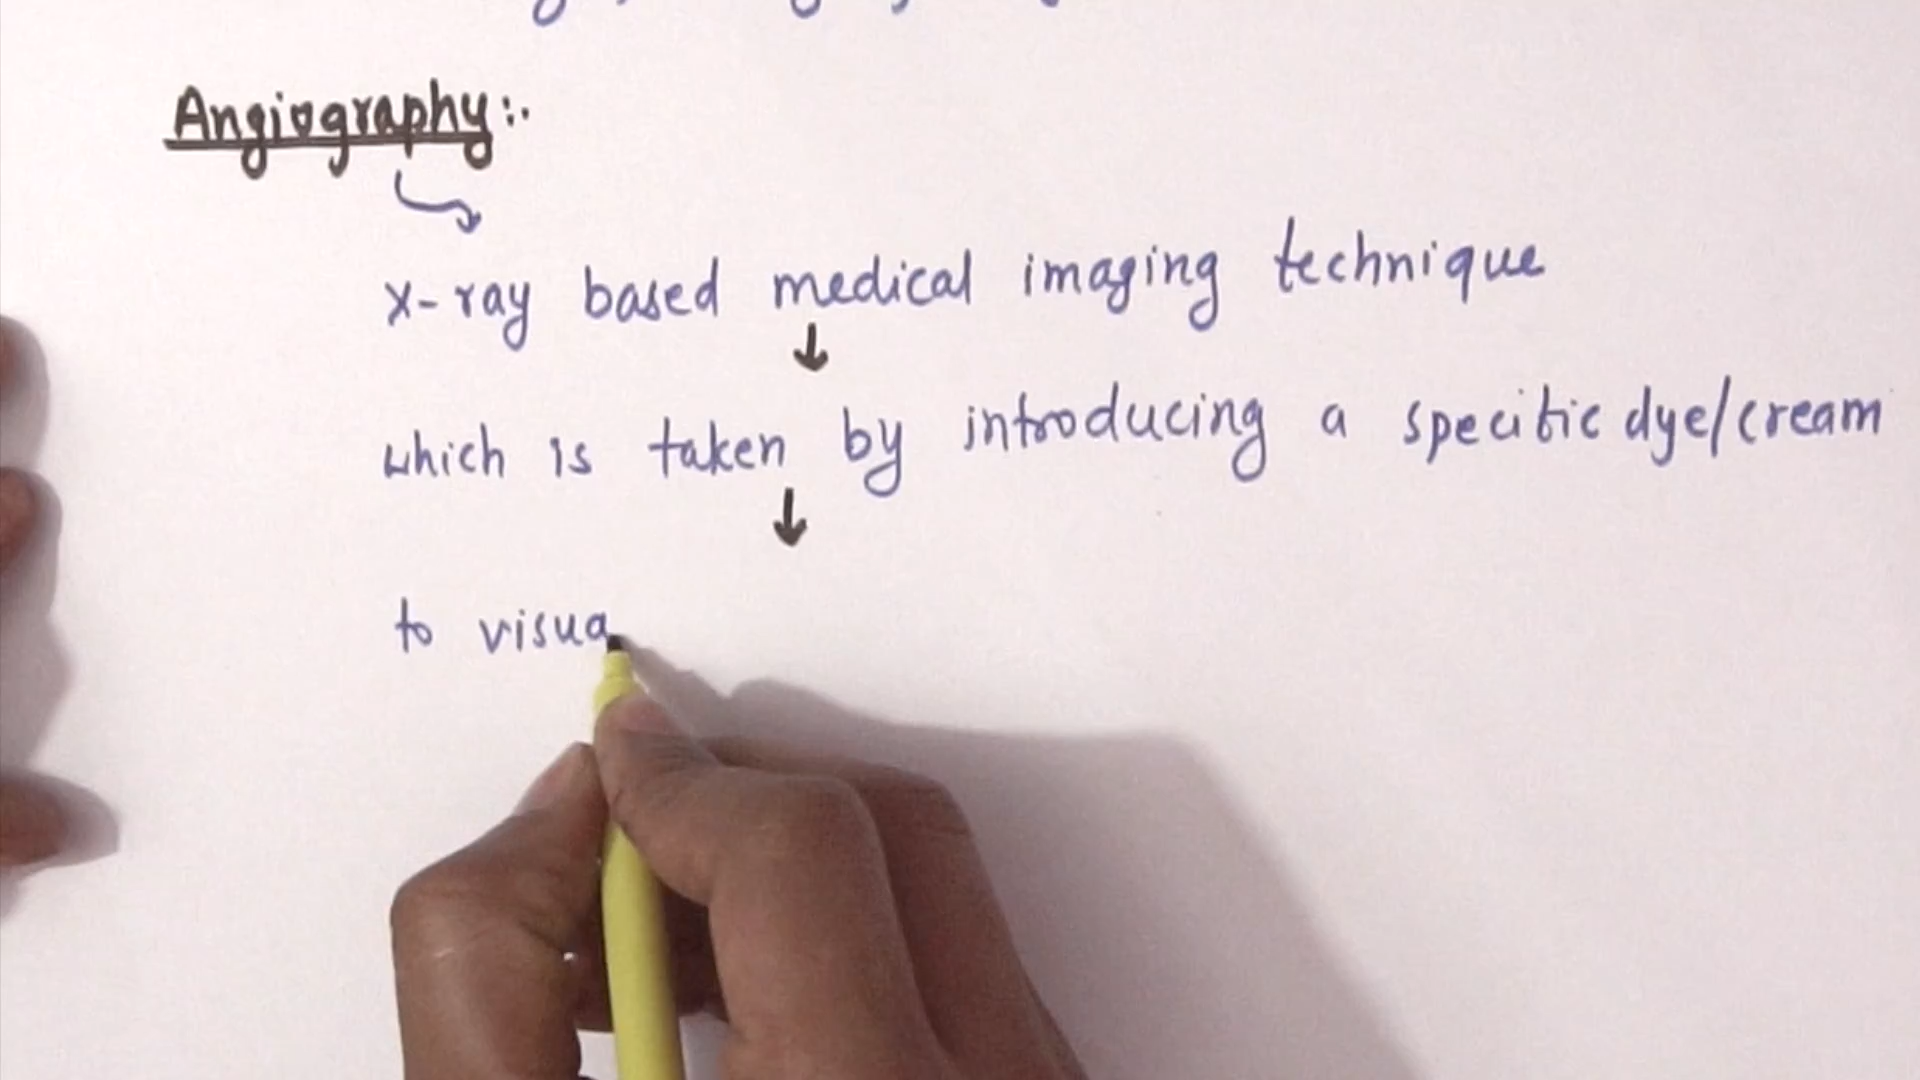 Angiography:-
x-ray based medical imaging technique
which is taken by introducing a specific dye/cream
to visua